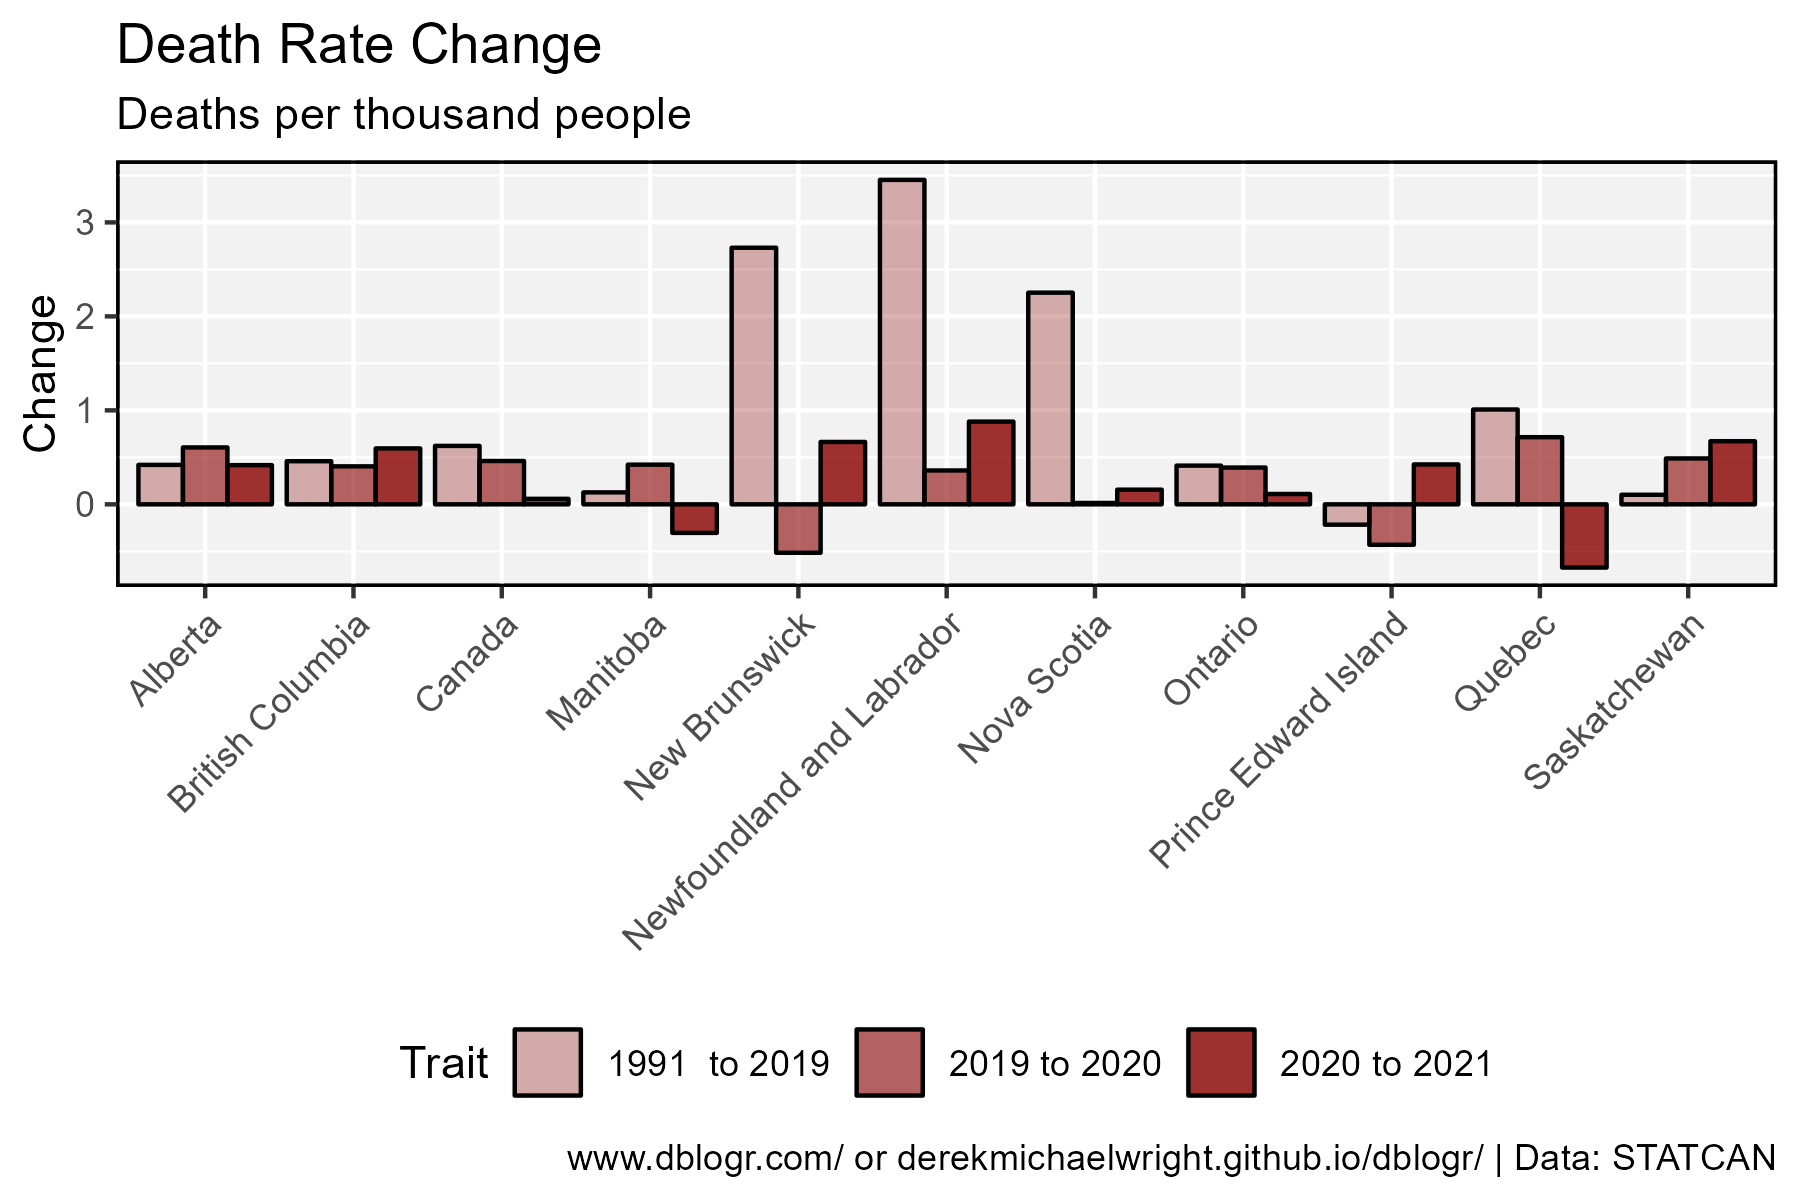 Death Rate Change
Deaths per thousand people
Change
3
2
1
0
Alberta
British Columbia
Canada
Manitoba
New Brunswick
Newfoundland and Labrador
Nova Scotia
Ontario
Prince Edward Island
Quebec
Saskatchewan
Trait 1991  to 2019 2019 to 2020 2020 to 2021
www.dblogr.com/ or derekmichaelwright.github.io/dblogr/ | Data: STATCAN